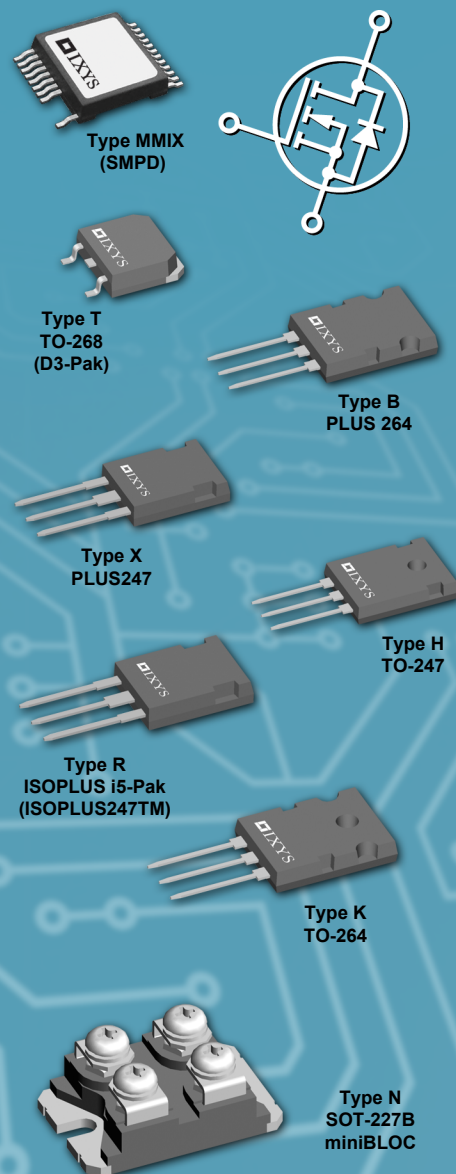 IXYS
Type MMIX
(SMPD)
IXYS
Type T
TO-268
(D3-Pak)
IXYS
Type B
PLUS 264
IXYS
Type X
PLUS247
IXYS
Type H
TO-247
IXYS
Type R
ISOPLUS i5-Pak
(ISOPLUS247TM)
IXYS
Type K
TO-264
Type N
SOT-227B
miniBLOC